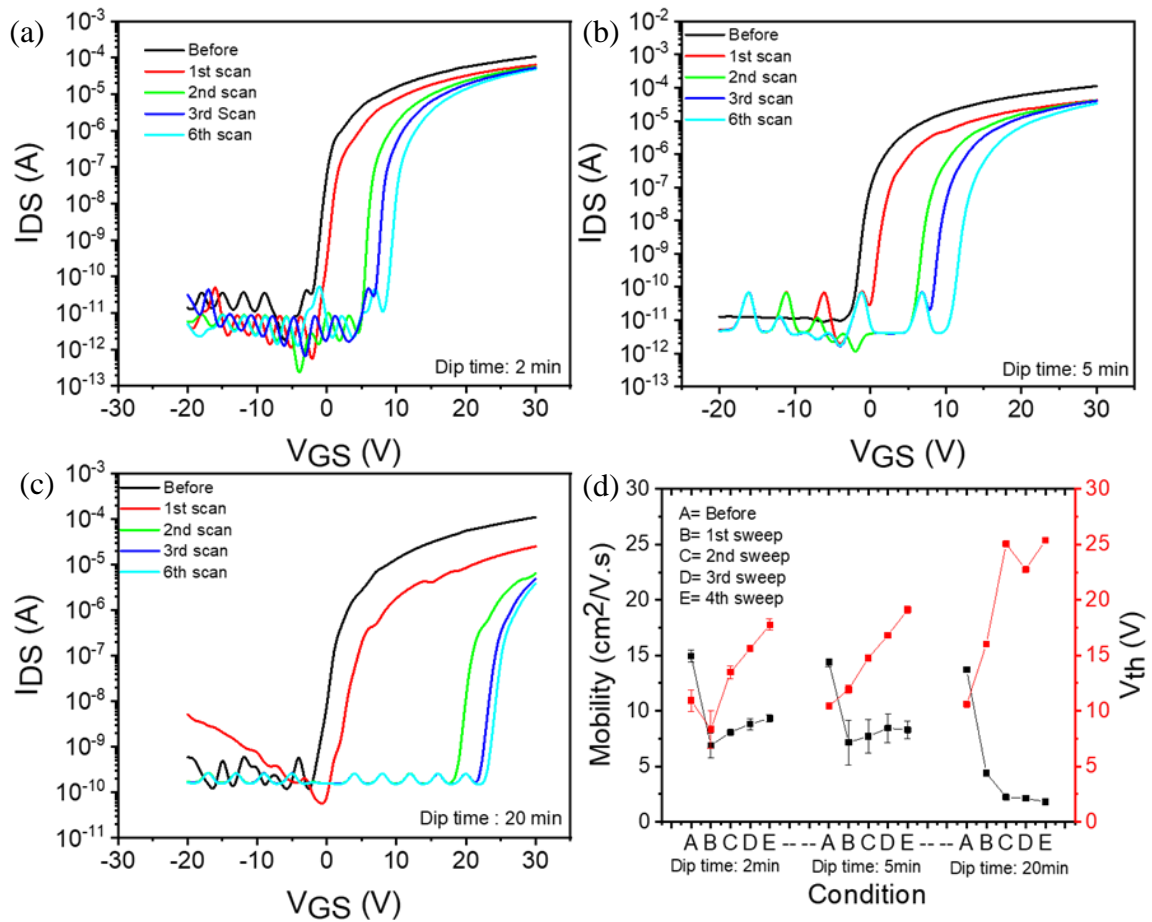 (a)
10-3
10-4
10-5
10-6
10-7
10-8
10-9
10-10
10-11
10-12
10-13
IDS (A)
Before
1st scan
2nd scan
3rd Scan
6th scan
Dip time: 2 min
-30 -20 -10 0 10 20 30
VGS (V)
(b)
10-2
10-3
10-4
10-5
10-6
10-7
10-8
10-9
10-10
10-11
10-12
10-13
IDS (A)
Before
1st scan
2nd scan
3rd scan
6th scan
Dip time: 5 min
-20 -10 0 10 20 30
VGS (V)
(c)
10-3
10-4
10-5
10-6
10-7
10-8
10-9
10-10
10-11
IDS (A)
Before
1st scan
2nd scan
3rd scan
6th scan
Dip time : 20 min
-30 -20 -10 0 10 20 30
VGS (V)
(d)
30
25
20
15
10
5
0
Mobility (cm2/V.s)
A= Before
B= 1st sweep
C= 2nd sweep
D= 3rd sweep
E= 4th sweep
30
25
20
15
10
5
0
Vth (V)
A B C D E -- -- A B C D E -- -- A B C D E
Dip time: 2min Dip time: 5min Dip time: 20min
Condition